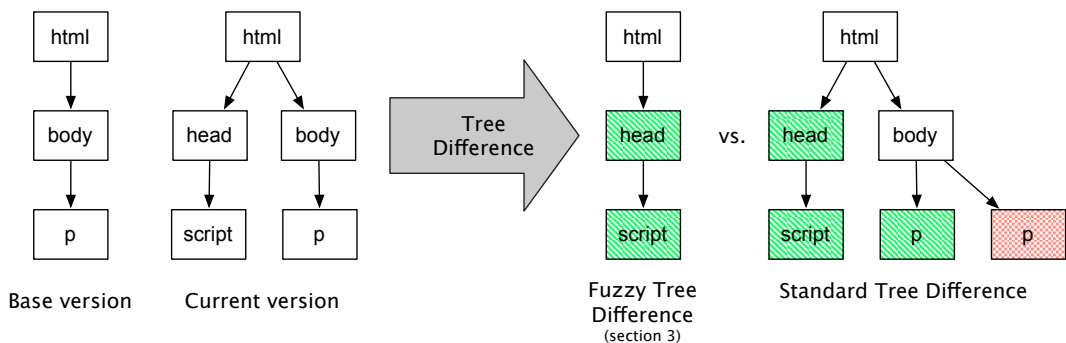 html
body
p
Base version
html
head
body
script
p
Current version
Tree
Difference
html
head
script
Fuzzy Tree
Difference
(section 3)
vs.
html
head
body
script
p
p
Standard Tree Difference